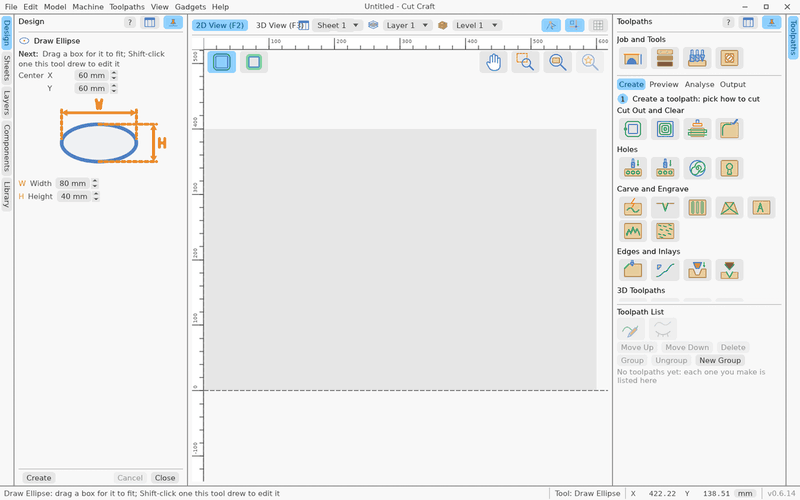 Untitled - Cut Craft
File Edit Model Machine Toolpaths View Gadgets Help
Design
Sheets
Layers
Components
Library
Design
?
Draw Ellipse
Next: Drag a box for it to fit; Shift-click
one this tool drew to edit it
Center X 60 mm
Y 60 mm
W
H
W Width 80 mm
H Height 40 mm
Create Cancel Close
2D View (F2) 3D View (F3) Sheet 1 Layer 1 Level 1
100 200 300 400 500 600
500
400
300
200
100
0
-100
Toolpaths
?
Job and Tools
Create Preview Analyse Output
1 Create a toolpath: pick how to cut
Cut Out and Clear
Holes
Carve and Engrave
A
Edges and Inlays
3D Toolpaths
Toolpath List
Move Up Move Down Delete
Group Ungroup New Group
No toolpaths yet: each one you make is
listed here
Toolpaths
Draw Ellipse: drag a box for it to fit; Shift-click one this tool drew to edit it
Tool: Draw Ellipse X 422.22 Y 138.51 mm v0.6.14